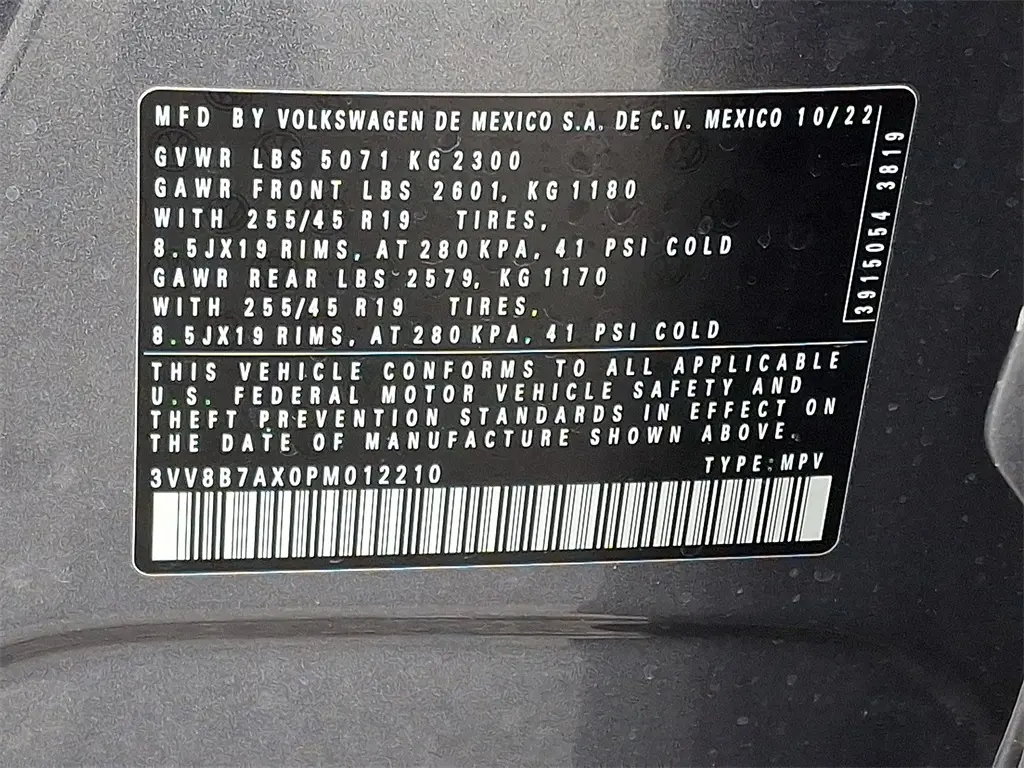 MFD BY VOLKSWAGEN DE MEXICO S.A. DE C.V. MEXICO 10/22
GVWR LBS 5071 KG 2300
GAWR FRONT LBS 2601, KG 1180
WITH 255/45 R19 TIRES,
8.5JX19 RIMS, AT 280 KPA, 41 PSI COLD
GAWR REAR LBS 2579, KG 1170
WITH 255/45 R19 TIRES,
8.5JX19 RIMS, AT 280 KPA, 41 PSI COLD
3915054 3819
THIS VEHICLE CONFORMS TO ALL APPLICABLE
U.S. FEDERAL MOTOR VEHICLE SAFETY AND
THEFT PREVENTION STANDARDS IN EFFECT ON
THE DATE OF MANUFACTURE SHOWN ABOVE.
3VV8B7AX0PM012210 TYPE: MPV